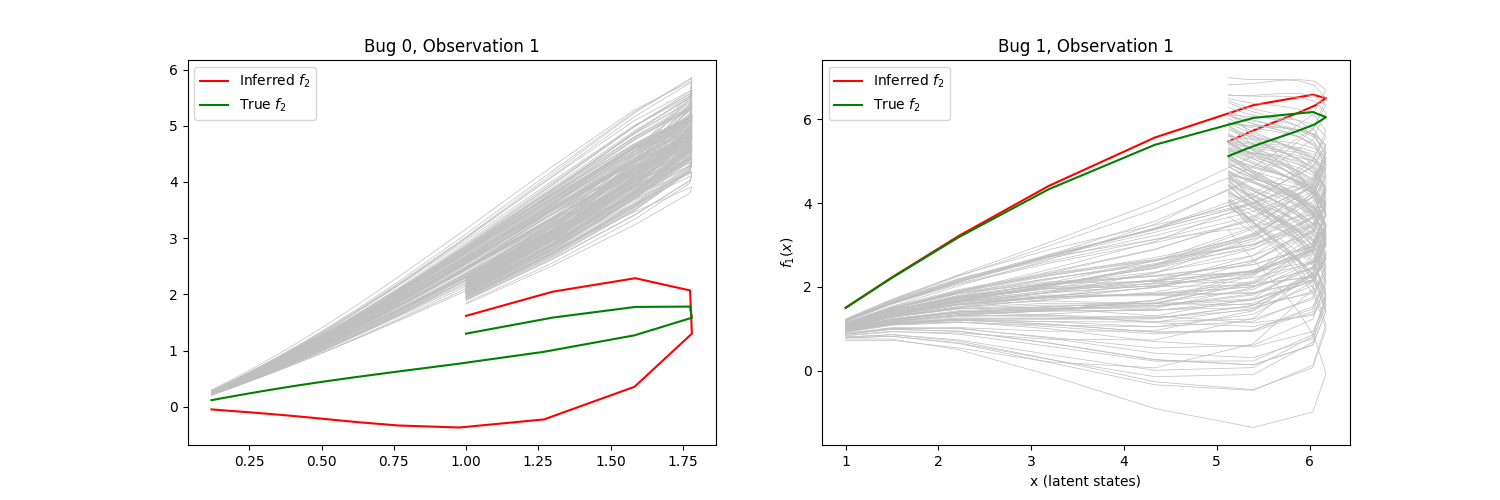 Bug 0, Observation 1
Inferred f₂
True f₂
6
5
4
3
2
1
0
0.25 0.50 0.75 1.00 1.25 1.50 1.75
Bug 1, Observation 1
Inferred f₂
True f₂
f₁(x)
6
4
2
0
1 2 3 4 5 6
x (latent states)